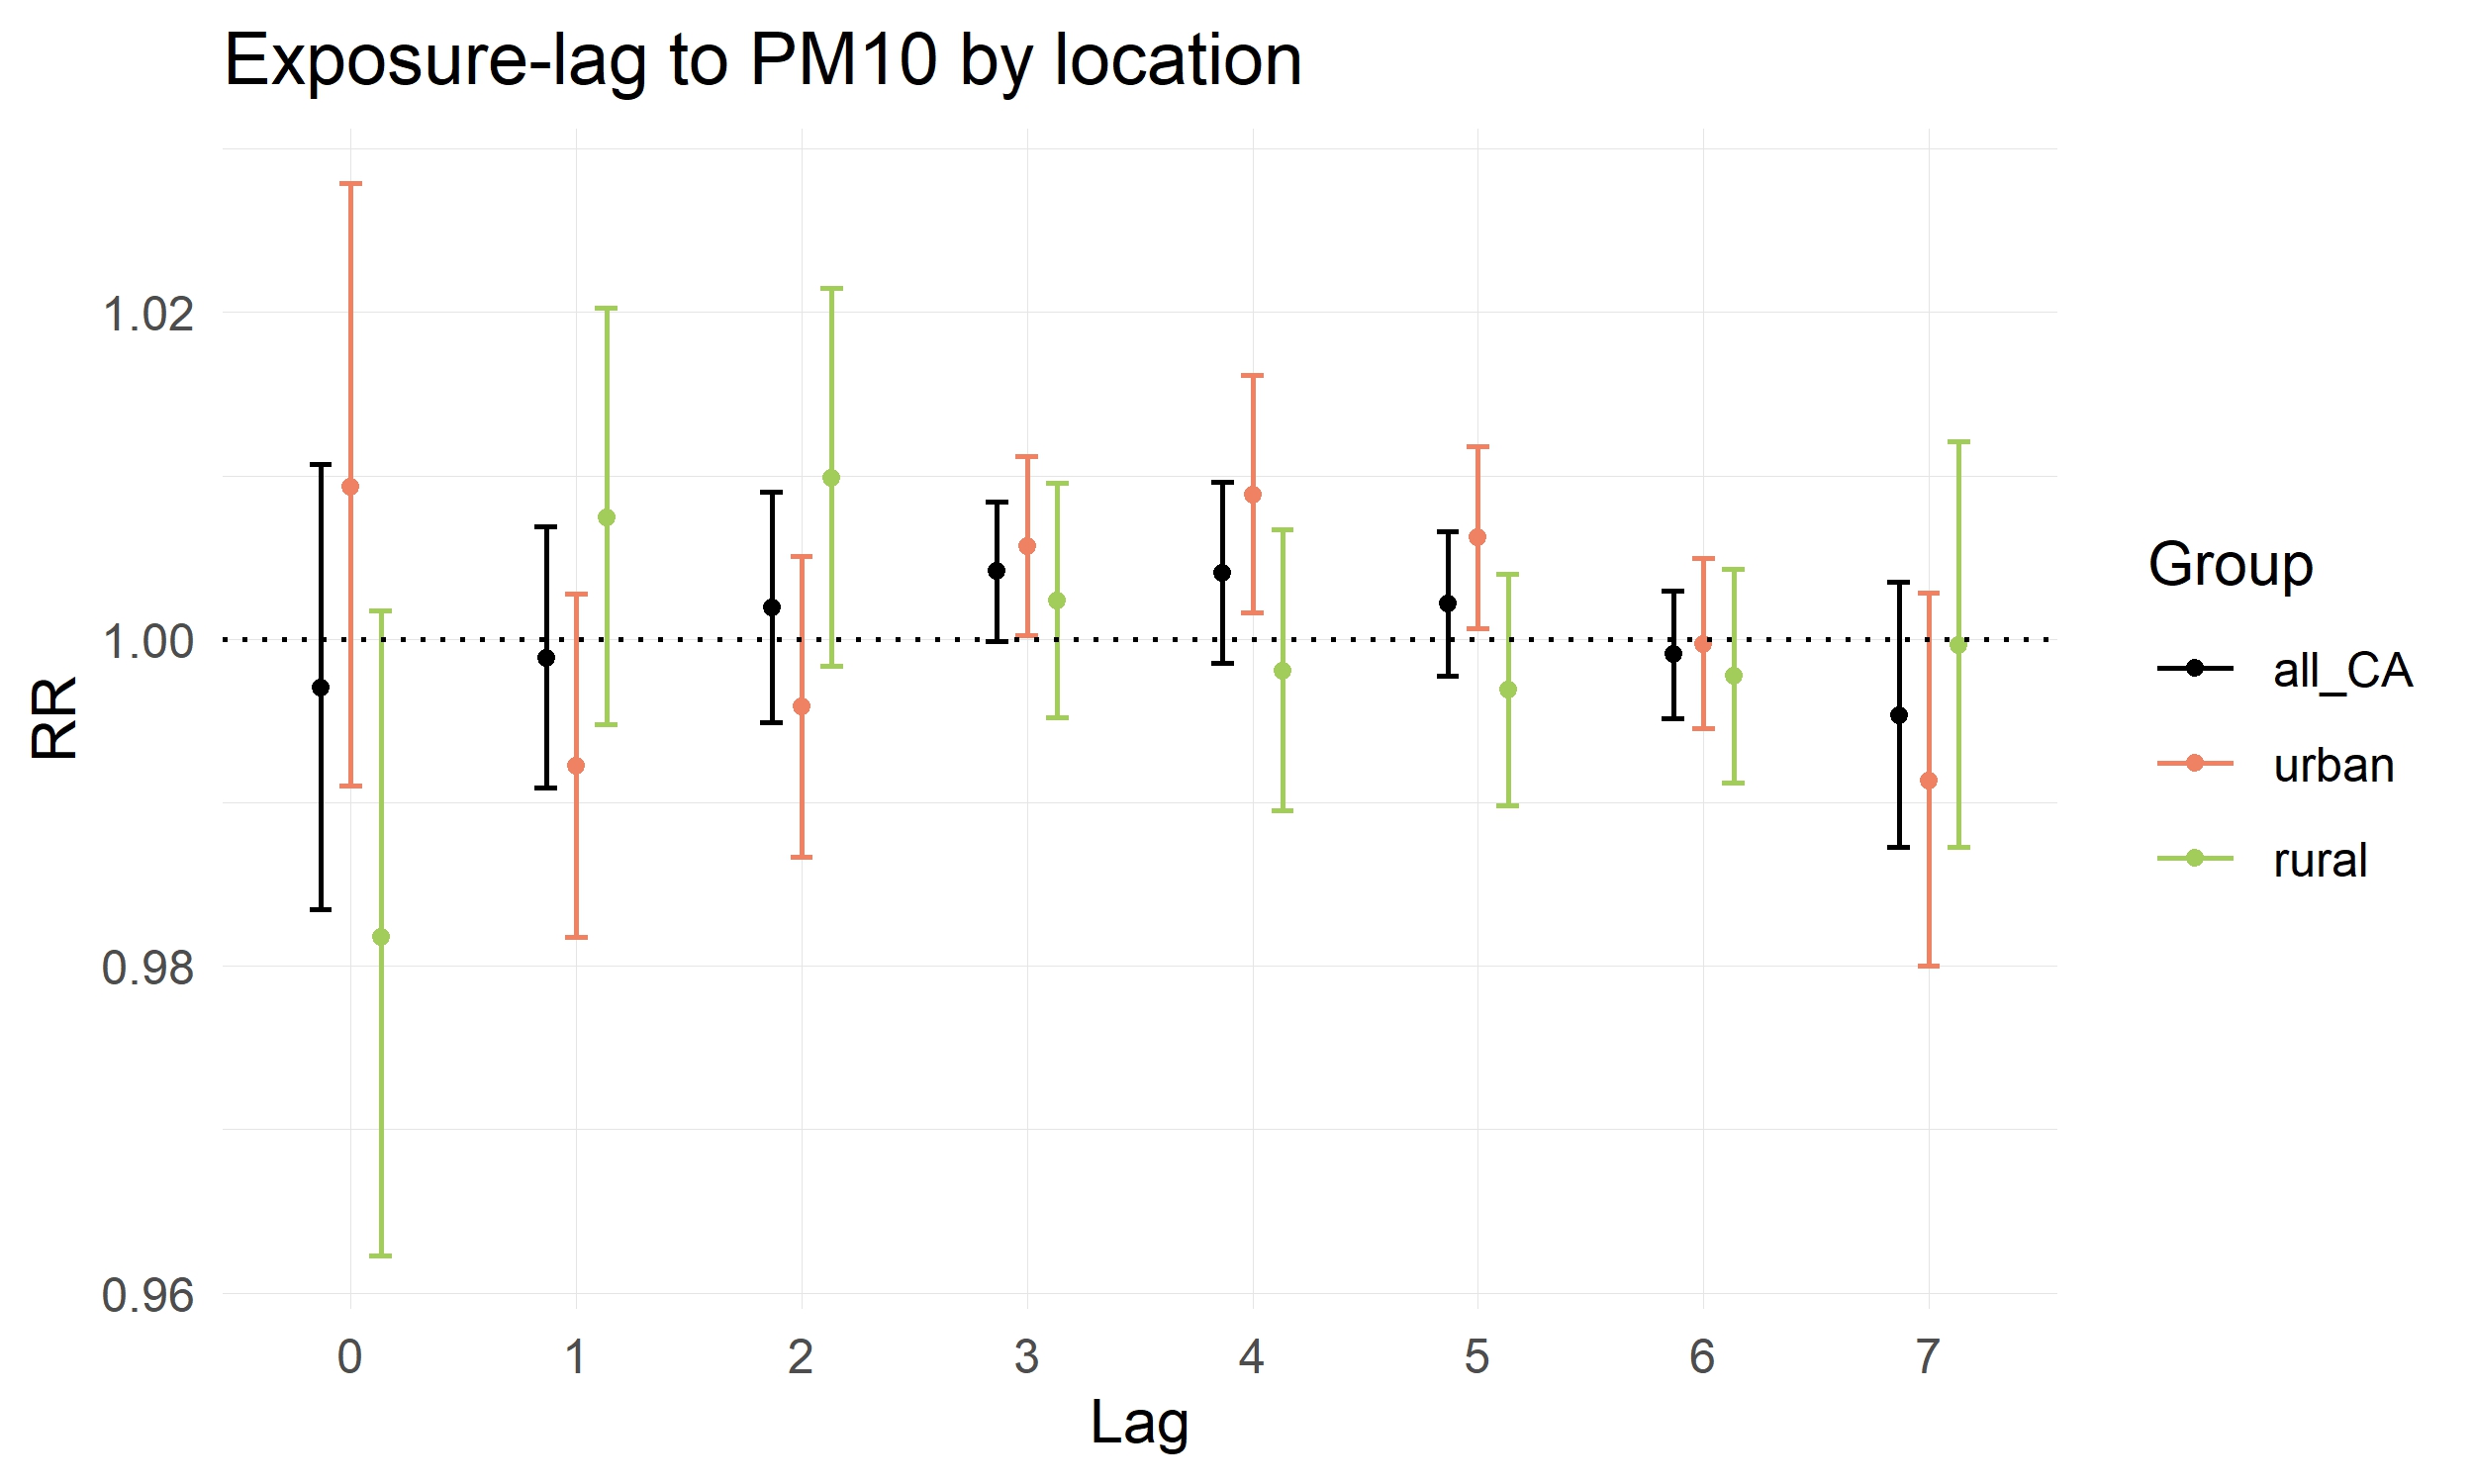 Exposure-lag to PM10 by location
RR
1.02
1.00
0.98
0.96
0 1 2 3 4 5 6 7
Lag
Group
all_CA
urban
rural